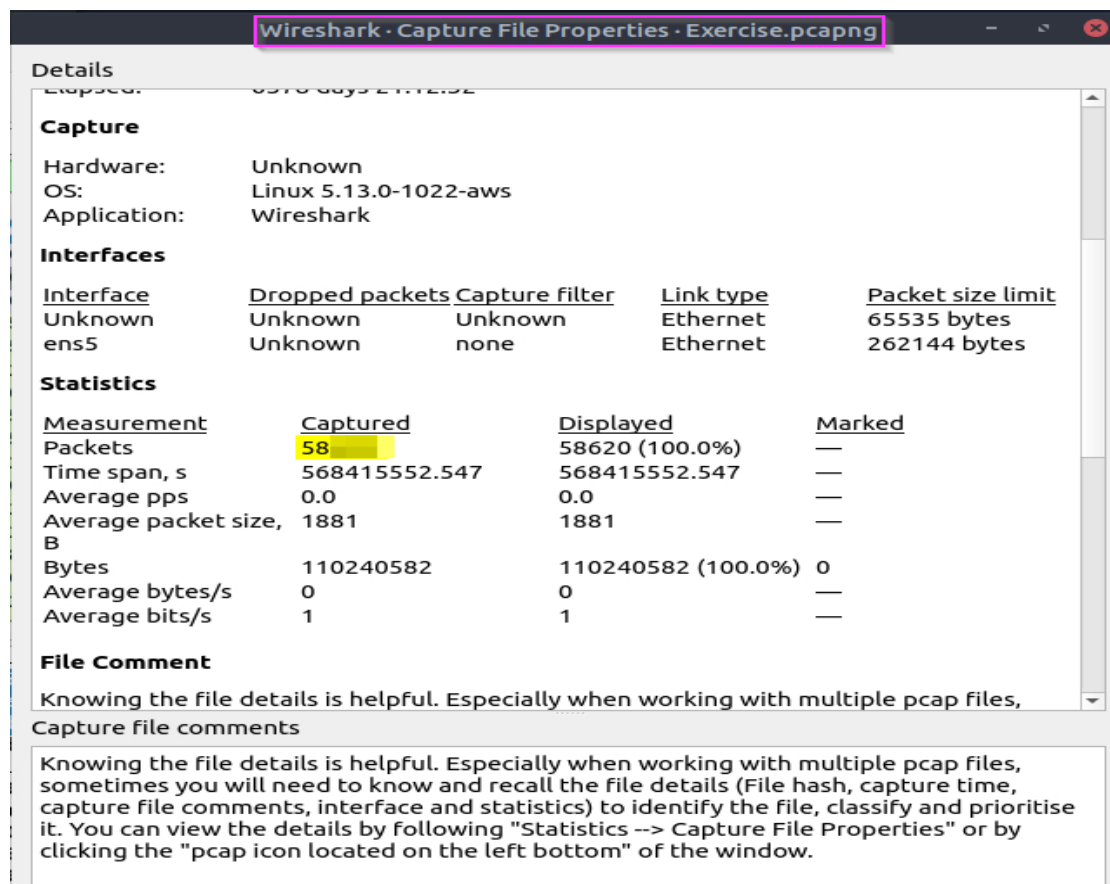 Wireshark · Capture File Properties · Exercise.pcapng
Details
Capture
Hardware: Unknown
OS: Linux 5.13.0-1022-aws
Application: Wireshark
Interfaces
Interface Dropped packets Capture filter Link type Packet size limit
Unknown Unknown Unknown Ethernet 65535 bytes
ens5 Unknown none Ethernet 262144 bytes
Statistics
Measurement Captured Displayed Marked
Packets 58 58620 (100.0%) —
Time span, s 568415552.547 568415552.547 —
Average pps 0.0 0.0 —
Average packet size, 1881 1881 —
B
Bytes 110240582 110240582 (100.0%) 0
Average bytes/s 0 0 —
Average bits/s 1 1 —
File Comment
Knowing the file details is helpful. Especially when working with multiple pcap files,
Capture file comments
Knowing the file details is helpful. Especially when working with multiple pcap files,
sometimes you will need to know and recall the file details (File hash, capture time,
capture file comments, interface and statistics) to identify the file, classify and prioritise
it. You can view the details by following "Statistics --> Capture File Properties" or by
clicking the "pcap icon located on the left bottom" of the window.